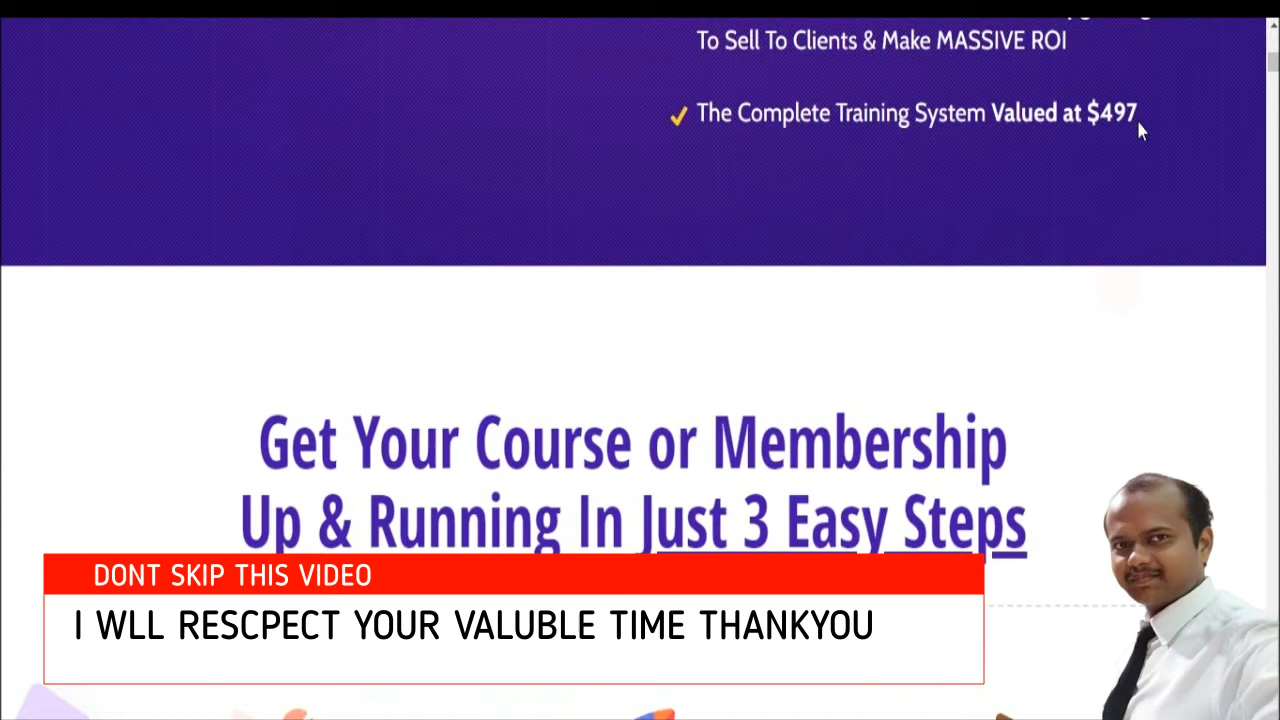 To Sell To Clients & Make MASSIVE ROI
The Complete Training System Valued at $497
Get Your Course or Membership
Up & Running In Just 3 Easy Steps
DONT SKIP THIS VIDEO
I WLL RESCPECT YOUR VALUBLE TIME THANKYOU